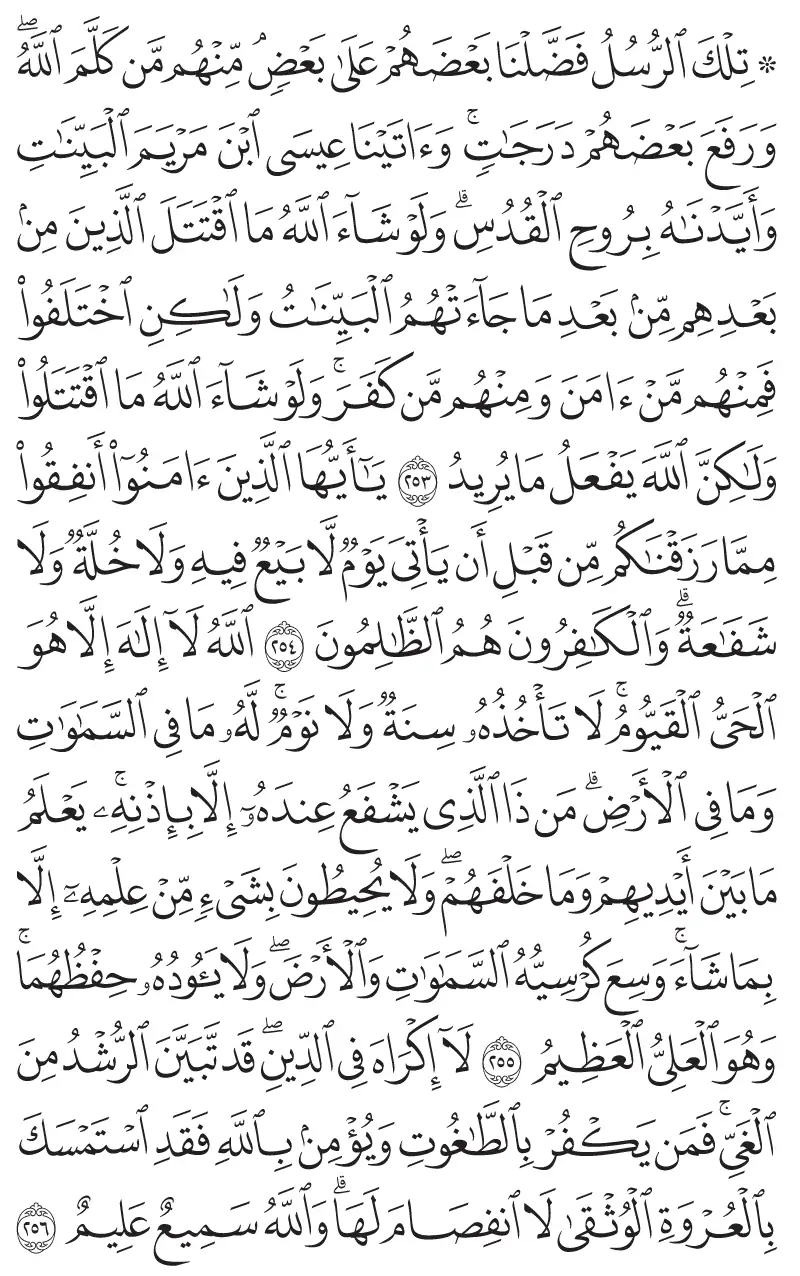 ۞ تِلْكَ ٱلرُّسُلُ فَضَّلْنَا بَعْضَهُمْ عَلَىٰ بَعْضٍۢ ۘ مِّنْهُم مَّن كَلَّمَ ٱللَّهُ ۖ
وَرَفَعَ بَعْضَهُمْ دَرَجَـٰتٍۢ ۚ وَءَاتَيْنَا عِيسَى ٱبْنَ مَرْيَمَ ٱلْبَيِّنَـٰتِ
وَأَيَّدْنَـٰهُ بِرُوحِ ٱلْقُدُسِ ۗ وَلَوْ شَآءَ ٱللَّهُ مَا ٱقْتَتَلَ ٱلَّذِينَ مِنۢ
بَعْدِهِم مِّنۢ بَعْدِ مَا جَآءَتْهُمُ ٱلْبَيِّنَـٰتُ وَلَـٰكِنِ ٱخْتَلَفُوا۟
فَمِنْهُم مَّنْ ءَامَنَ وَمِنْهُم مَّن كَفَرَ ۚ وَلَوْ شَآءَ ٱللَّهُ مَا ٱقْتَتَلُوا۟
وَلَـٰكِنَّ ٱللَّهَ يَفْعَلُ مَا يُرِيدُ ٢٥٣ يَـٰٓأَيُّهَا ٱلَّذِينَ ءَامَنُوٓا۟ أَنفِقُوا۟
مِمَّا رَزَقْنَـٰكُم مِّن قَبْلِ أَن يَأْتِىَ يَوْمٌۭ لَّا بَيْعٌۭ فِيهِ وَلَا خُلَّةٌۭ وَلَا
شَفَـٰعَةٌۭ ۗ وَٱلْكَـٰفِرُونَ هُمُ ٱلظَّـٰلِمُونَ ٢٥٤ ٱللَّهُ لَآ إِلَـٰهَ إِلَّا هُوَ
ٱلْحَىُّ ٱلْقَيُّومُ ۚ لَا تَأْخُذُهُۥ سِنَةٌۭ وَلَا نَوْمٌۭ ۚ لَّهُۥ مَا فِى ٱلسَّمَـٰوَٰتِ
وَمَا فِى ٱلْأَرْضِ ۗ مَن ذَا ٱلَّذِى يَشْفَعُ عِندَهُۥٓ إِلَّا بِإِذْنِهِۦ ۚ يَعْلَمُ
مَا بَيْنَ أَيْدِيهِمْ وَمَا خَلْفَهُمْ ۖ وَلَا يُحِيطُونَ بِشَىْءٍۢ مِّنْ عِلْمِهِۦٓ إِلَّا
بِمَا شَآءَ ۚ وَسِعَ كُرْسِيُّهُ ٱلسَّمَـٰوَٰتِ وَٱلْأَرْضَ ۖ وَلَا يَـُٔودُهُۥ حِفْظُهُمَا ۚ
وَهُوَ ٱلْعَلِىُّ ٱلْعَظِيمُ ٢٥٥ لَآ إِكْرَاهَ فِى ٱلدِّينِ ۖ قَد تَّبَيَّنَ ٱلرُّشْدُ مِنَ
ٱلْغَىِّ ۚ فَمَن يَكْفُرْ بِٱلطَّـٰغُوتِ وَيُؤْمِنۢ بِٱللَّهِ فَقَدِ ٱسْتَمْسَكَ
بِٱلْعُرْوَةِ ٱلْوُثْقَىٰ لَا ٱنفِصَامَ لَهَا ۗ وَٱللَّهُ سَمِيعٌ عَلِيمٌ ٢٥٦